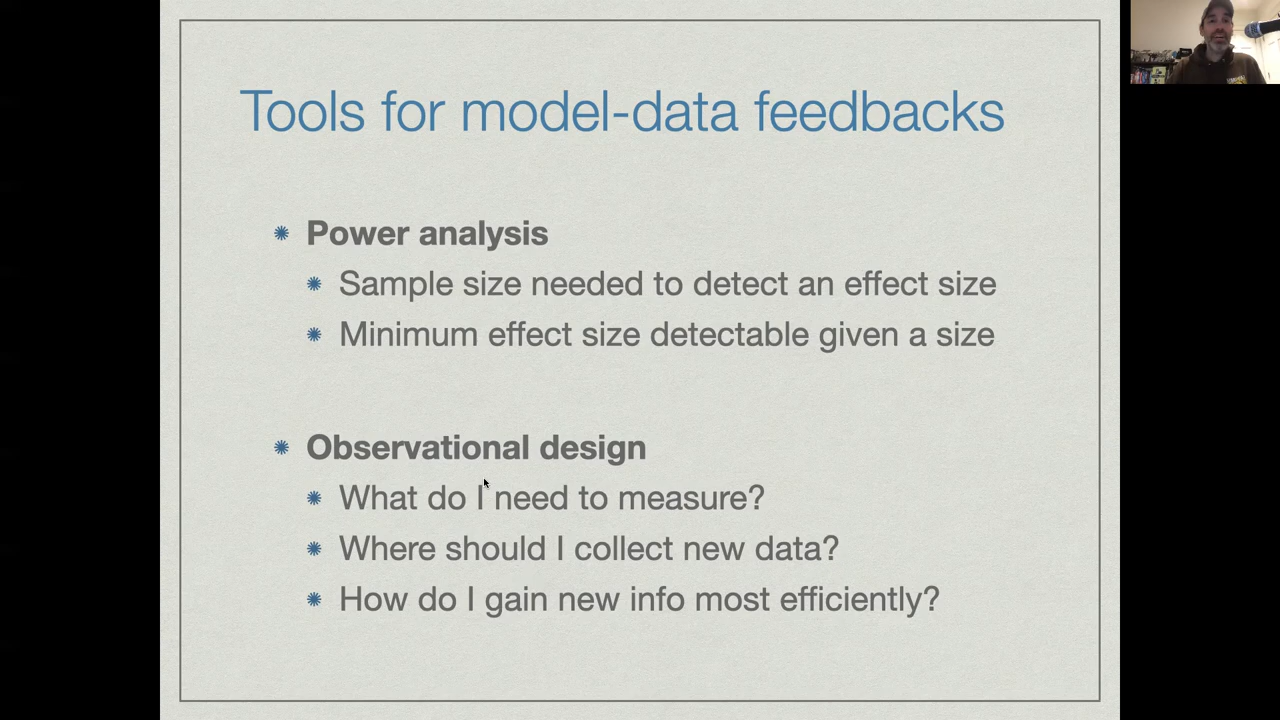 Tools for model-data feedbacks
Power analysis
Sample size needed to detect an effect size
Minimum effect size detectable given a size
Observational design
What do I need to measure?
Where should I collect new data?
How do I gain new info most efficiently?